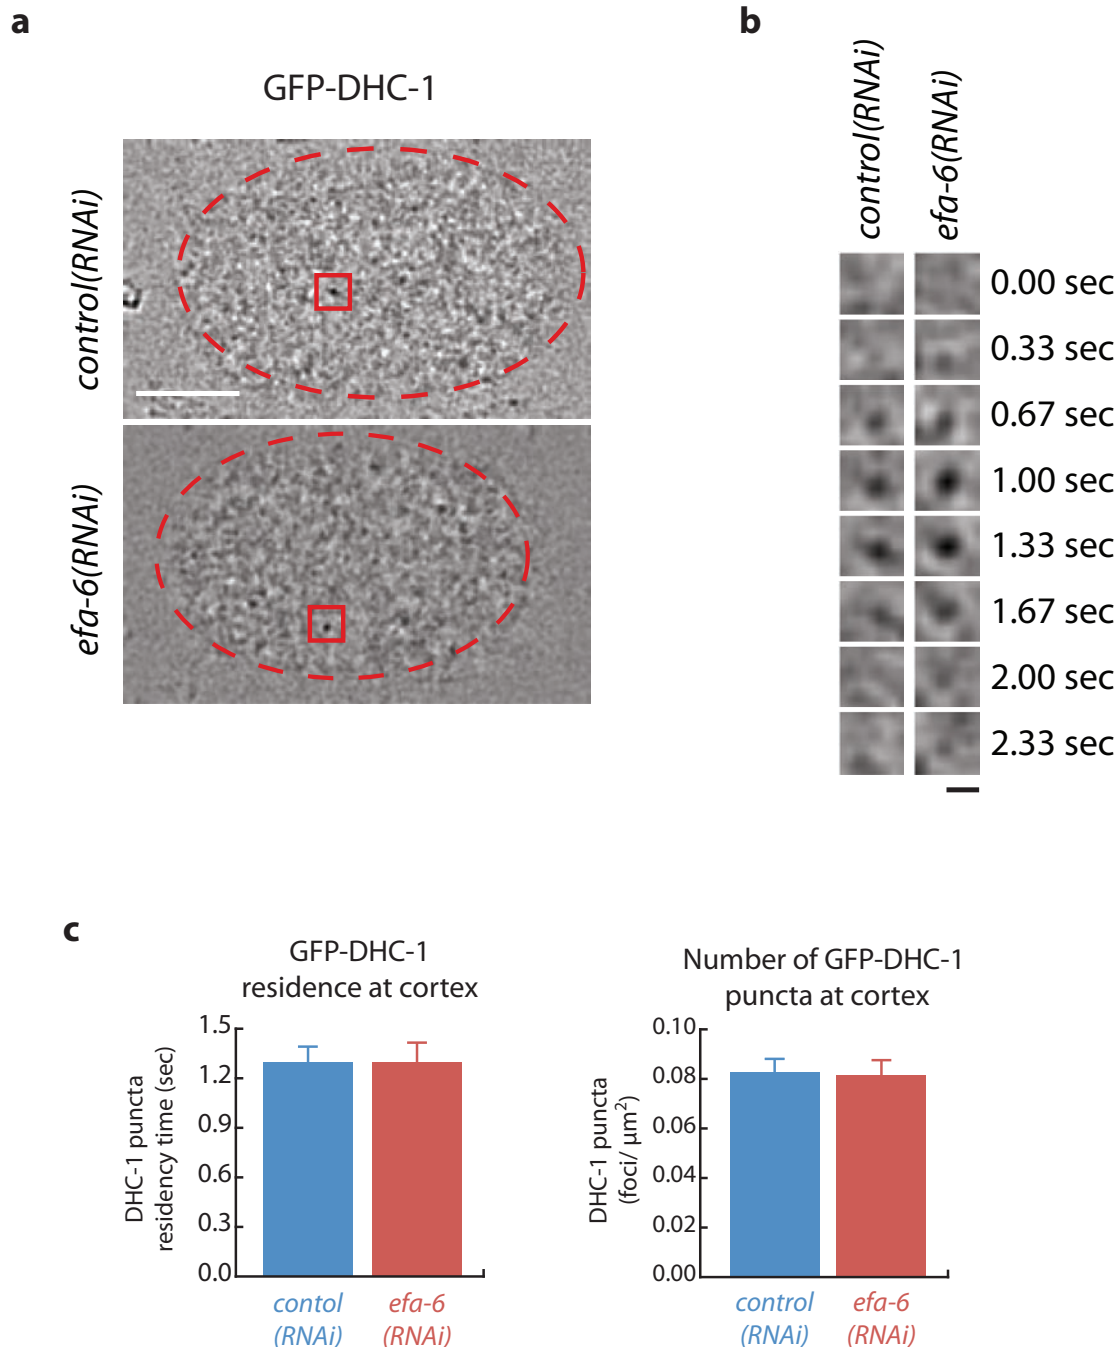 a
GFP-DHC-1
control(RNAi)
efa-6(RNAi)
b
control(RNAi)
efa-6(RNAi)
0.00 sec
0.33 sec
0.67 sec
1.00 sec
1.33 sec
1.67 sec
2.00 sec
2.33 sec
c
GFP-DHC-1
residence at cortex
DHC-1 puncta
residency time (sec)
1.5
1.2
0.9
0.6
0.3
0.0
contol
(RNAi)
efa-6
(RNAi)
Number of GFP-DHC-1
puncta at cortex
DHC-1 puncta
(foci/ µm²)
0.10
0.08
0.06
0.04
0.02
0.00
control
(RNAi)
efa-6
(RNAi)